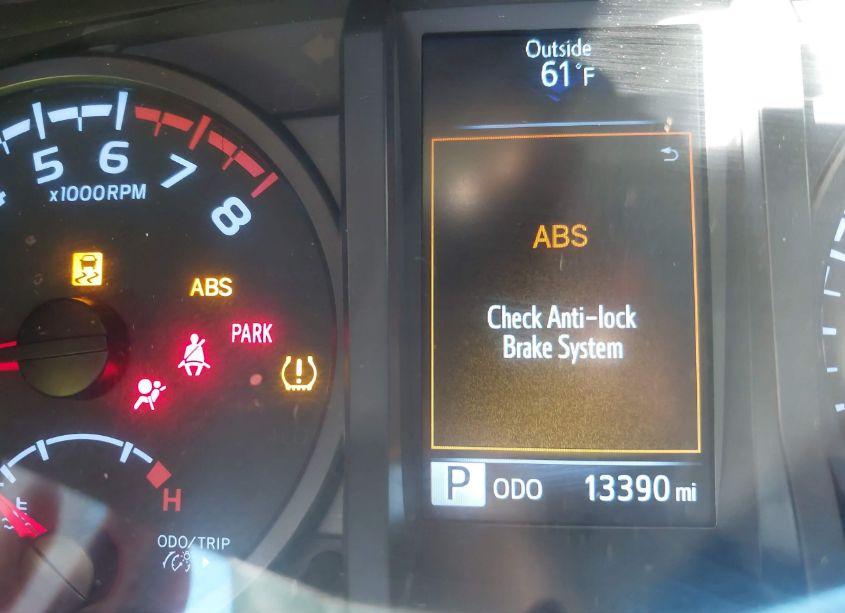 Outside
61°F
5
6
7
8
x1000RPM
ABS
ABS
PARK
Check Anti-lock
Brake System
P ODO 13390 mi
H
ODO/TRIP